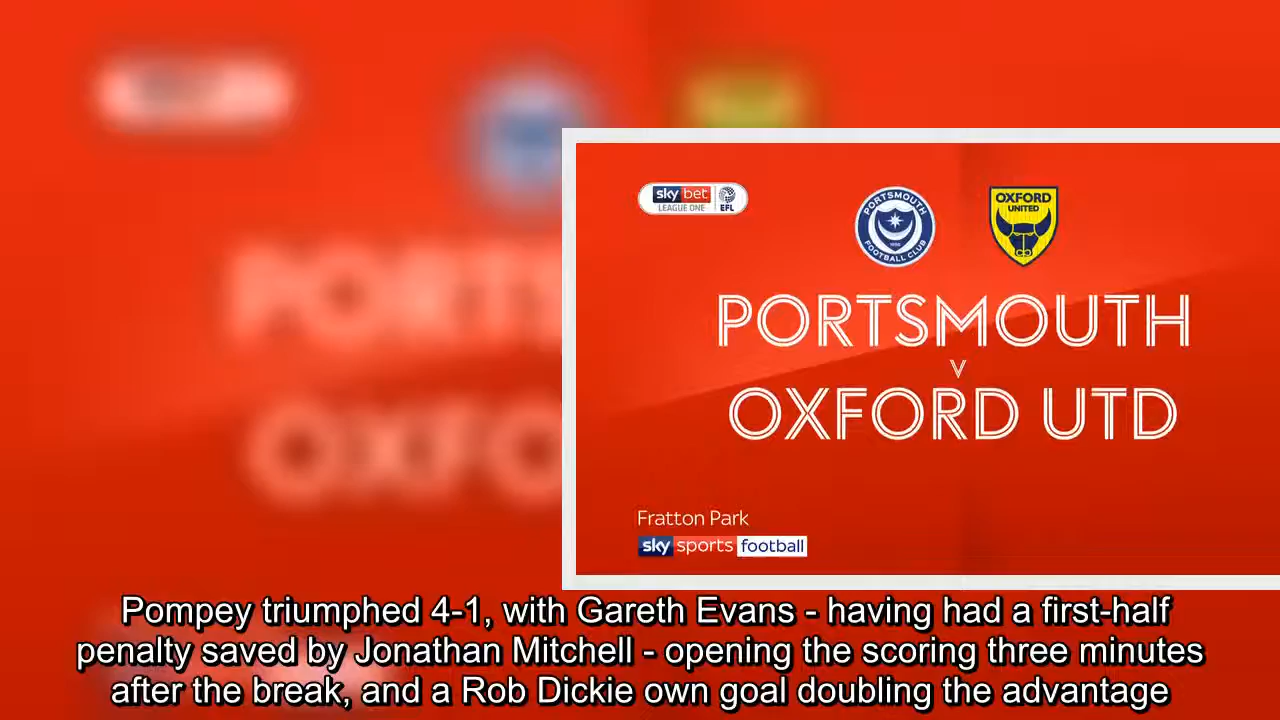 sky bet
LEAGUE ONE
EFL
PORTSMOUTH
FOOTBALL CLUB
OXFORD
UNITED
PORTSMOUTH
V
OXFORD UTD
Fratton Park
sky sports football
Pompey triumphed 4-1, with Gareth Evans - having had a first-half
penalty saved by Jonathan Mitchell - opening the scoring three minutes
after the break, and a Rob Dickie own goal doubling the advantage